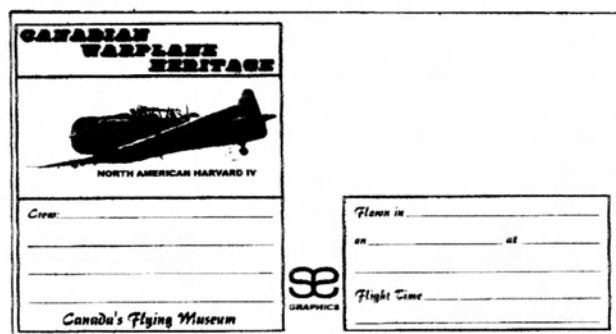 CANADIAN
WARPLANE
HERITAGE
NORTH AMERICAN HARVARD IV
Crew:
Canada's Flying Museum
GRAPHICS
Flown in
on at
Flight Time